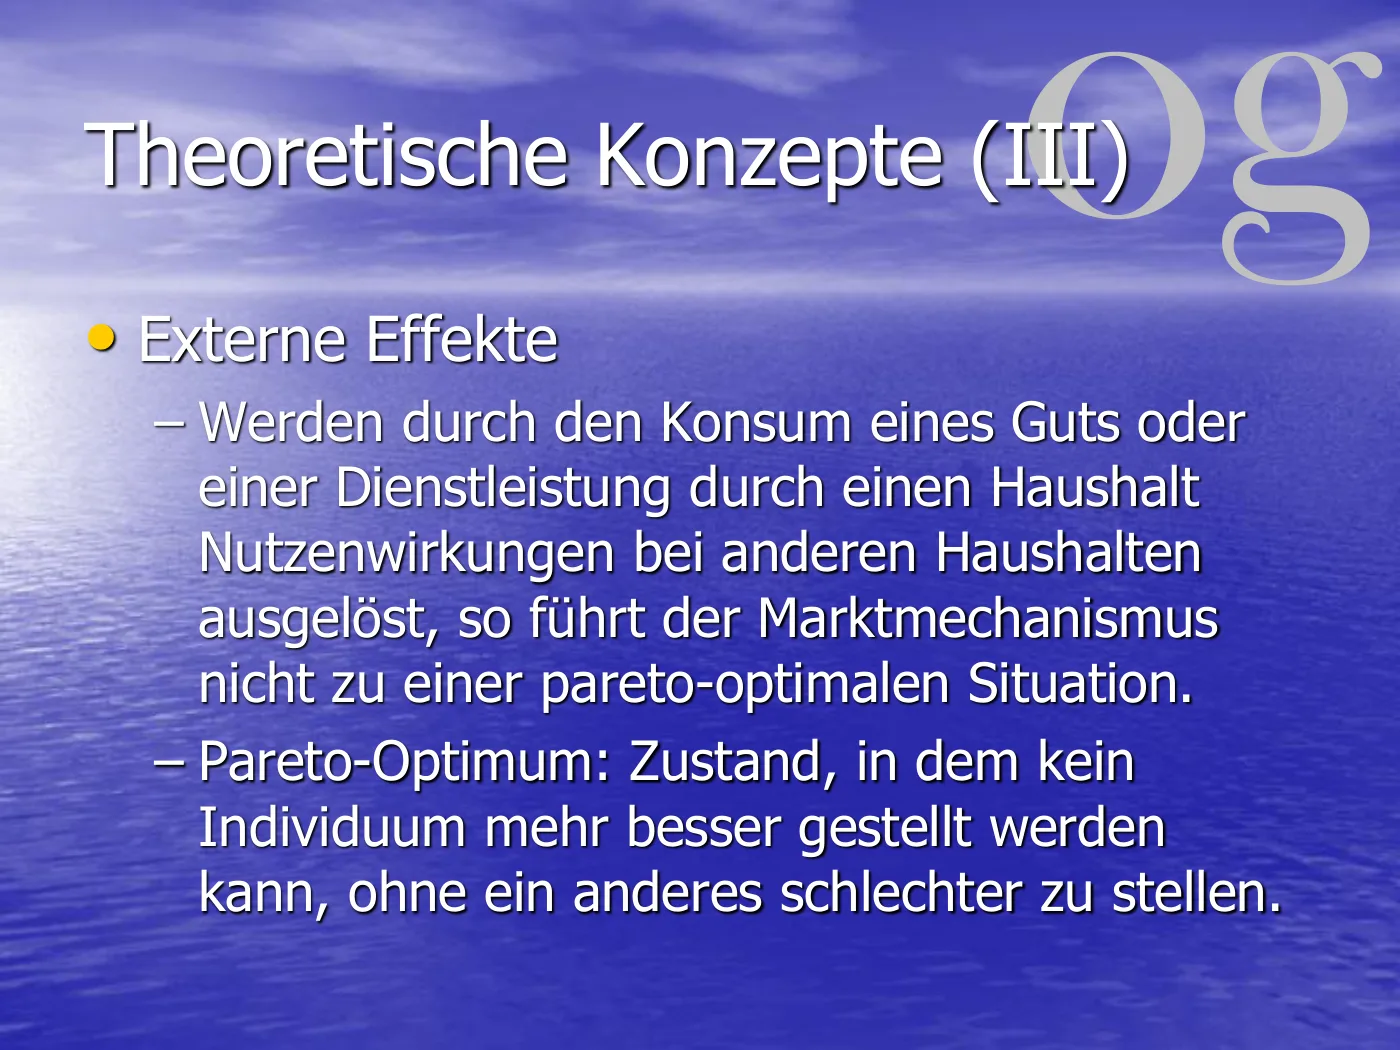 og
Theoretische Konzepte (III)
• Externe Effekte
– Werden durch den Konsum eines Guts oder
einer Dienstleistung durch einen Haushalt
Nutzenwirkungen bei anderen Haushalten
ausgelöst, so führt der Marktmechanismus
nicht zu einer pareto-optimalen Situation.
– Pareto-Optimum: Zustand, in dem kein
Individuum mehr besser gestellt werden
kann, ohne ein anderes schlechter zu stellen.